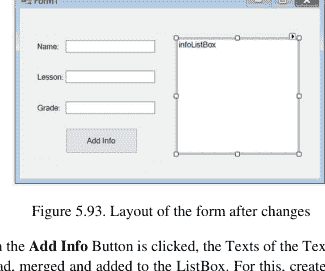 Form1
Name:
infoListBox
Lesson:
Grade:
Add Info
Figure 5.93. Layout of the form after changes
n the Add Info Button is clicked, the Texts of the Tex
ad, merged and added to the ListBox. For this, create